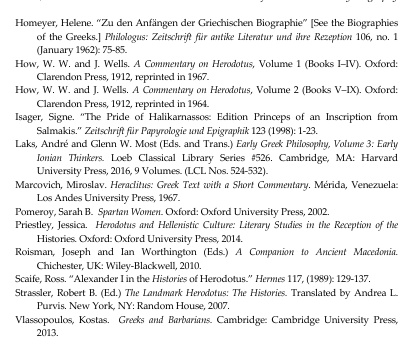 Homeyer, Helene. “Zu den Anfängen der Griechischen Biographie” [See the Biographies
of the Greeks.] Philologus: Zeitschrift für antike Literatur und ihre Rezeption 106, no. 1
(January 1962): 75-85.
How, W. W. and J. Wells. A Commentary on Herodotus, Volume 1 (Books I–IV). Oxford:
Clarendon Press, 1912, reprinted in 1967.
How, W. W. and J. Wells. A Commentary on Herodotus, Volume 2 (Books V–IX). Oxford:
Clarendon Press, 1912, reprinted in 1964.
Isager, Signe. “The Pride of Halikarnassos: Edition Princeps of an Inscription from
Salmakis.” Zeitschrift für Papyrologie und Epigraphik 123 (1998): 1-23.
Laks, André and Glenn W. Most (Eds. and Trans.) Early Greek Philosophy, Volume 3: Early
Ionian Thinkers. Loeb Classical Library Series #526. Cambridge, MA: Harvard
University Press, 2016, 9 Volumes. (LCL Nos. 524-532).
Marcovich, Miroslav. Heraclitus: Greek Text with a Short Commentary. Mérida, Venezuela:
Los Andes University Press, 1967.
Pomeroy, Sarah B. Spartan Women. Oxford: Oxford University Press, 2002.
Priestley, Jessica. Herodotus and Hellenistic Culture: Literary Studies in the Reception of the
Histories. Oxford: Oxford University Press, 2014.
Roisman, Joseph and Ian Worthington (Eds.) A Companion to Ancient Macedonia.
Chichester, UK: Wiley-Blackwell, 2010.
Scaife, Ross. “Alexander I in the Histories of Herodotus.” Hermes 117, (1989): 129-137.
Strassler, Robert B. (Ed.) The Landmark Herodotus: The Histories. Translated by Andrea L.
Purvis. New York, NY: Random House, 2007.
Vlassopoulos, Kostas. Greeks and Barbarians. Cambridge: Cambridge University Press,
2013.